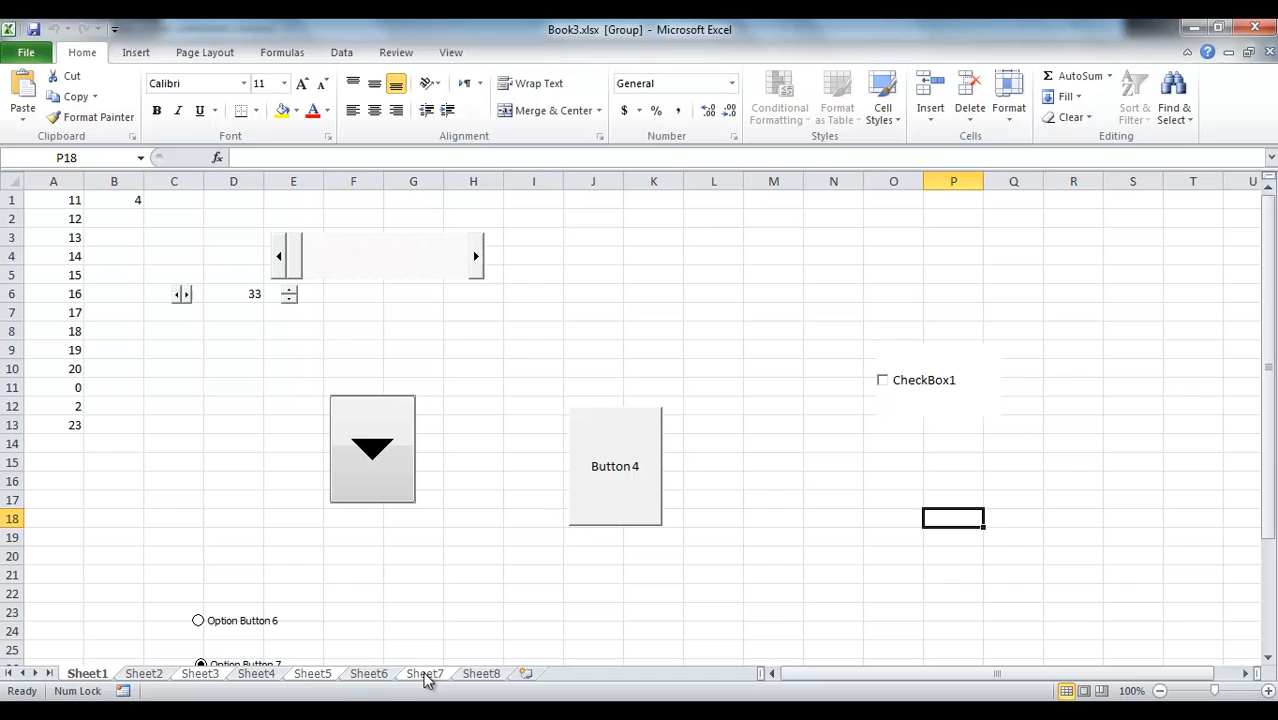 Book3.xlsx [Group] - Microsoft Excel
File Home Insert Page Layout Formulas Data Review View
Cut
Copy
Format Painter
Paste
Clipboard
Calibri 11
B I U
Font
Wrap Text
Merge & Center
Alignment
General
$ % ,
Number
Conditional Formatting
Format as Table
Cell Styles
Styles
Insert Delete Format
Cells
AutoSum
Fill
Clear
Sort & Filter
Find & Select
Editing
P18 fx
A B C D E F G H I J K L M N O P Q R S T U
1 11 4
2 12
3 13
4 14
5 15
6 16 33
7 17
8 18
9 19
10 20
11 0
12 2
13 23
14
15
16
17
18
19
20
21
22
23
24
25
CheckBox1
Button 4
Option Button 6
Option Button 7
Sheet1 Sheet2 Sheet3 Sheet4 Sheet5 Sheet6 Sheet7 Sheet8
Ready Num Lock 100%